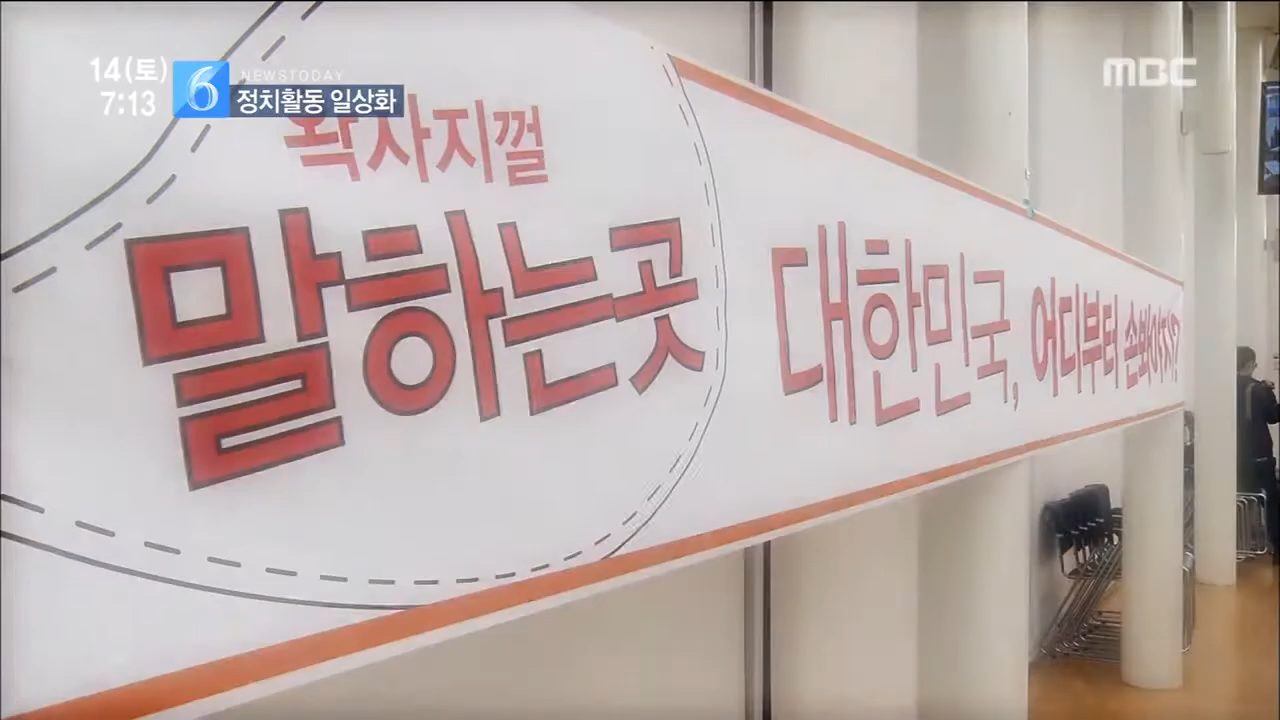 14(토)
7:13
6
NEWSTODAY
정치활동 일상화
MBC
왁사지껄
말하는곳
대한민국, 어디부터 손봐야지?